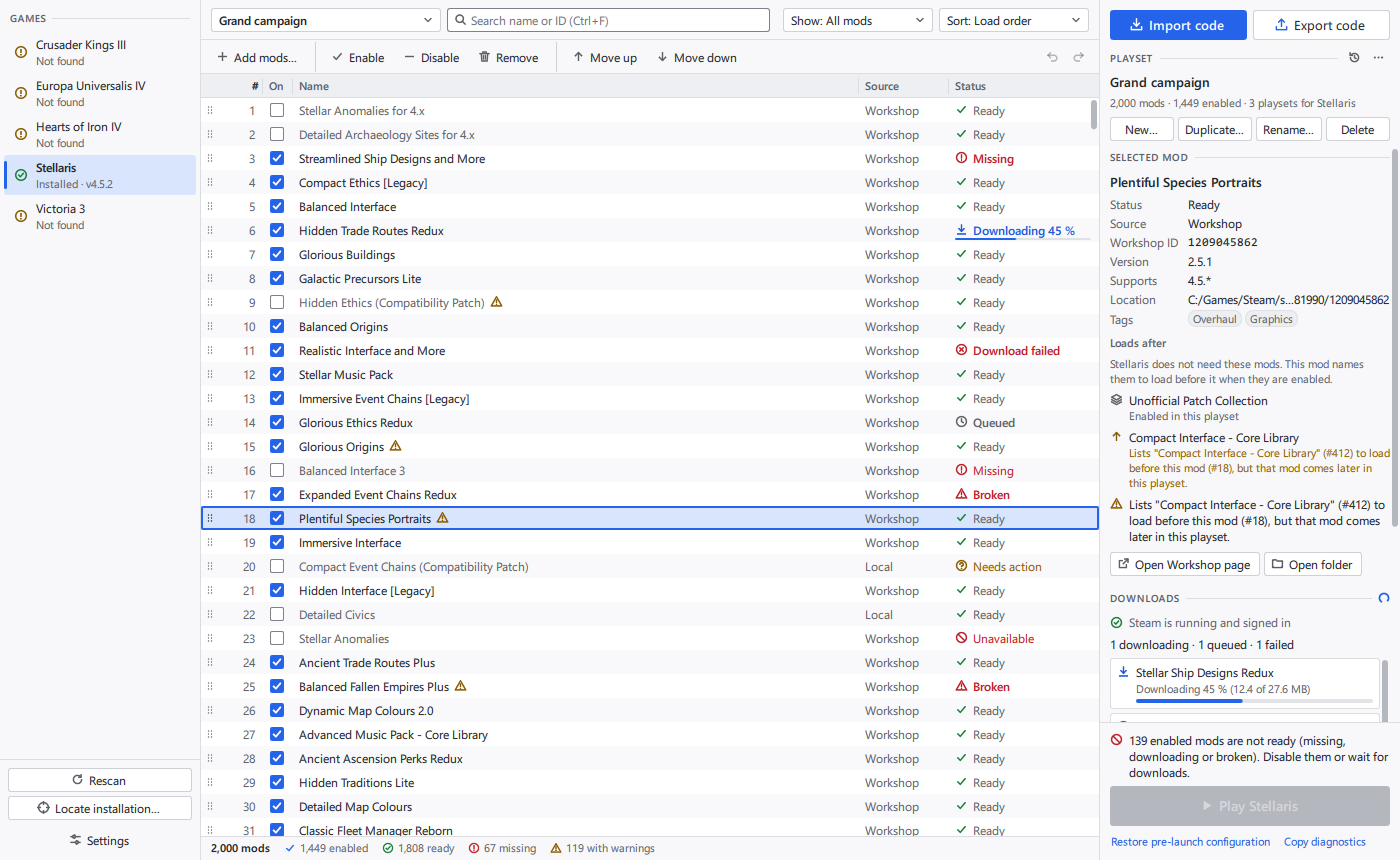 GAMES
Crusader Kings III
Not found
Europa Universalis IV
Not found
Hearts of Iron IV
Not found
Stellaris
Installed · v4.5.2
Victoria 3
Not found
Rescan
Locate installation...
Settings
Grand campaign
Search name or ID (Ctrl+F)
Show: All mods
Sort: Load order
Add mods...
Enable
Disable
Remove
Move up
Move down
# On Name Source Status
1 Stellar Anomalies for 4.x Workshop Ready
2 Detailed Archaeology Sites for 4.x Workshop Ready
3 Streamlined Ship Designs and More Workshop Missing
4 Compact Ethics [Legacy] Workshop Ready
5 Balanced Interface Workshop Ready
6 Hidden Trade Routes Redux Workshop Downloading 45 %
7 Glorious Buildings Workshop Ready
8 Galactic Precursors Lite Workshop Ready
9 Hidden Ethics (Compatibility Patch) Workshop Ready
10 Balanced Origins Workshop Ready
11 Realistic Interface and More Workshop Download failed
12 Stellar Music Pack Workshop Ready
13 Immersive Event Chains [Legacy] Workshop Ready
14 Glorious Ethics Redux Workshop Queued
15 Glorious Origins Workshop Ready
16 Balanced Interface 3 Workshop Missing
17 Expanded Event Chains Redux Workshop Broken
18 Plentiful Species Portraits Workshop Ready
19 Immersive Interface Workshop Ready
20 Compact Event Chains (Compatibility Patch) Local Needs action
21 Hidden Interface [Legacy] Workshop Ready
22 Detailed Civics Local Ready
23 Stellar Anomalies Workshop Unavailable
24 Ancient Trade Routes Plus Workshop Ready
25 Balanced Fallen Empires Plus Workshop Broken
26 Dynamic Map Colours 2.0 Workshop Ready
27 Advanced Music Pack - Core Library Workshop Ready
28 Ancient Ascension Perks Redux Workshop Ready
29 Hidden Traditions Lite Workshop Ready
30 Detailed Map Colours Workshop Ready
31 Classic Fleet Manager Reborn Workshop Ready
2,000 mods 1,449 enabled 1,808 ready 67 missing 119 with warnings
Import code
Export code
PLAYSET
Grand campaign
2,000 mods · 1,449 enabled · 3 playsets for Stellaris
New...
Duplicate...
Rename...
Delete
SELECTED MOD
Plentiful Species Portraits
Status Ready
Source Workshop
Workshop ID 1209045862
Version 2.5.1
Supports 4.5.*
Location C:/Games/Steam/s...81990/1209045862
Tags Overhaul Graphics
Loads after
Stellaris does not need these mods. This mod names
them to load before it when they are enabled.
Unofficial Patch Collection
Enabled in this playset
Compact Interface - Core Library
Lists "Compact Interface - Core Library" (#412) to load
before this mod (#18), but that mod comes later in
this playset.
Lists "Compact Interface - Core Library" (#412) to
load before this mod (#18), but that mod comes
later in this playset.
Open Workshop page
Open folder
DOWNLOADS
Steam is running and signed in
1 downloading · 1 queued · 1 failed
Stellar Ship Designs Redux
Downloading 45 % (12.4 of 27.6 MB)
139 enabled mods are not ready (missing,
downloading or broken). Disable them or wait for
downloads.
Play Stellaris
Restore pre-launch configuration
Copy diagnostics